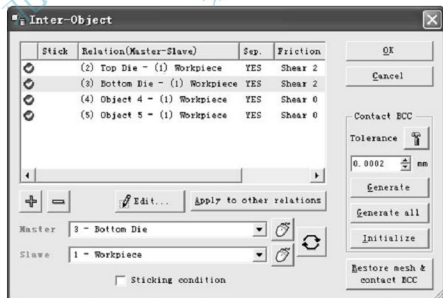 Inter-Object
Stick Relation(Master-Slave) Sep. Friction
(2) Top Die - (1) Workpiece YES Shear 2
(3) Bottom Die - (1) Workpiece YES Shear 2
(4) Object 4 - (1) Workpiece YES Shear 0
(5) Object 5 - (1) Workpiece YES Shear 0
OK
Cancel
Contact BCC
Tolerance
0.0002 mm
Generate
Generate all
Initialize
Restore mesh & contact BCC
Edit... Apply to other relations
Master 3 - Bottom Die
Slave 1 - Workpiece
Sticking condition